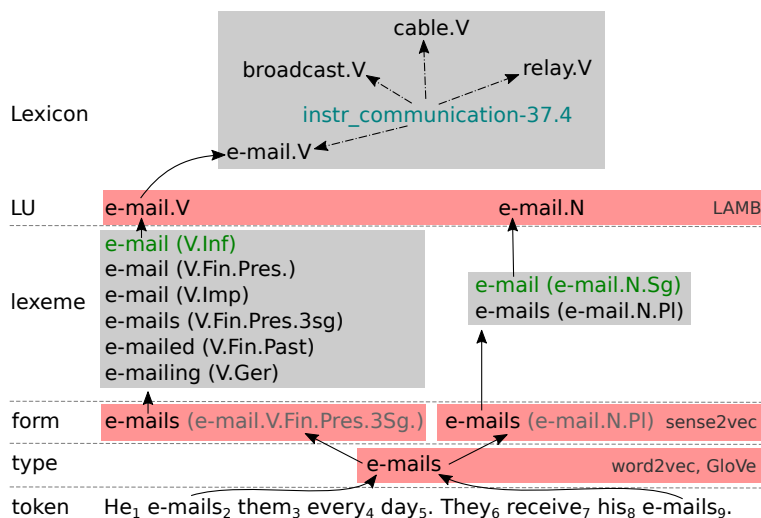 cable.V
broadcast.V relay.V
Lexicon instr_communication-37.4
e-mail.V
LU e-mail.V e-mail.N LAMB
e-mail (V.Inf)
e-mail (V.Fin.Pres.)
e-mail (V.Imp)
e-mails (V.Fin.Pres.3sg)
e-mailed (V.Fin.Past)
e-mailing (V.Ger)
lexeme
e-mail (e-mail.N.Sg)
e-mails (e-mail.N.Pl)
form e-mails (e-mail.V.Fin.Pres.3Sg.) e-mails (e-mail.N.Pl) sense2vec
type e-mails word2vec, GloVe
token He₁ e-mails₂ them₃ every₄ day₅. They₆ receive₇ his₈ e-mails₉.